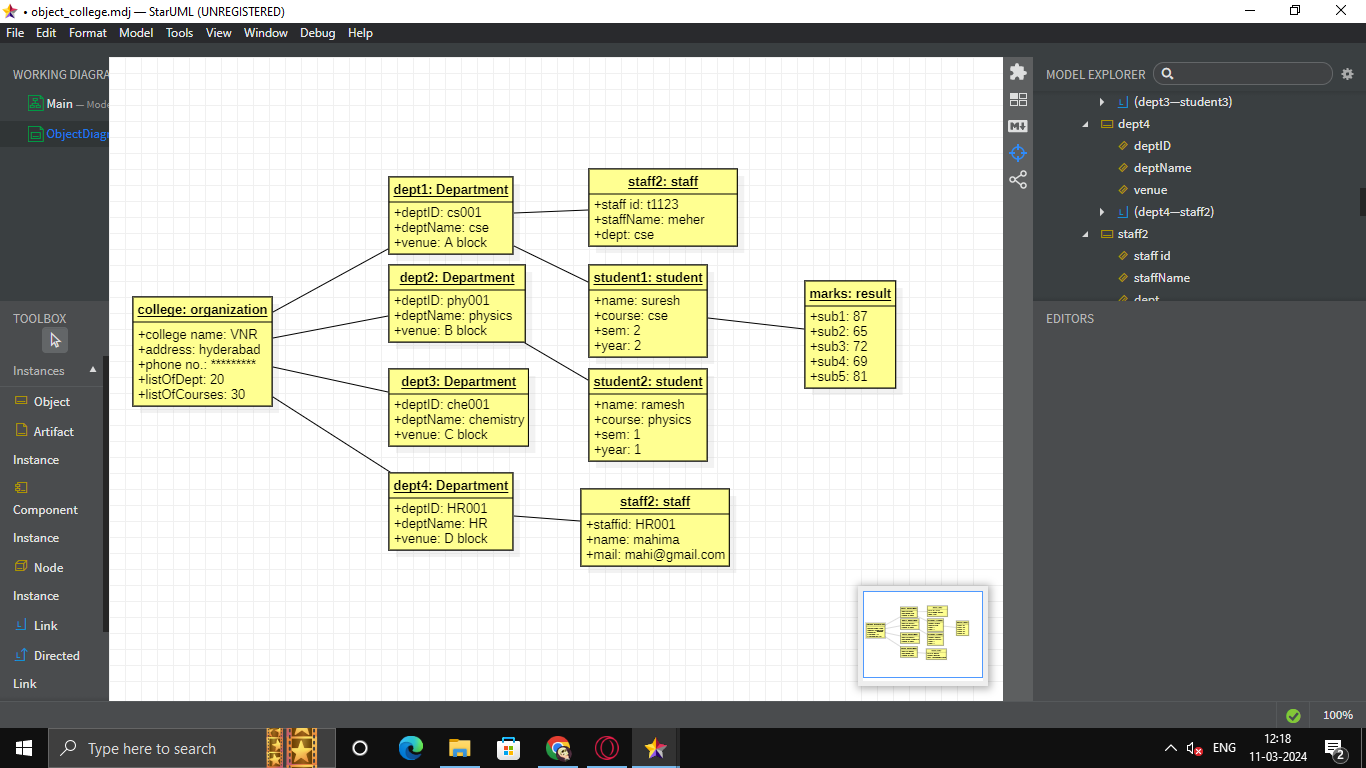 • object_college.mdj — StarUML (UNREGISTERED)
File Edit Format Model Tools View Window Debug Help
WORKING DIAGRA
Main — Mode
ObjectDiagr
TOOLBOX
Instances
Object
Artifact
Instance
Component
Instance
Node
Instance
Link
Directed
Link
college: organization
+college name: VNR
+address: hyderabad
+phone no.: *********
+listOfDept: 20
+listOfCourses: 30
dept1: Department
+deptID: cs001
+deptName: cse
+venue: A block
dept2: Department
+deptID: phy001
+deptName: physics
+venue: B block
dept3: Department
+deptID: che001
+deptName: chemistry
+venue: C block
dept4: Department
+deptID: HR001
+deptName: HR
+venue: D block
staff2: staff
+staff id: t1123
+staffName: meher
+dept: cse
student1: student
+name: suresh
+course: cse
+sem: 2
+year: 2
student2: student
+name: ramesh
+course: physics
+sem: 1
+year: 1
staff2: staff
+staffid: HR001
+name: mahima
+mail: mahi@gmail.com
marks: result
+sub1: 87
+sub2: 65
+sub3: 72
+sub4: 69
+sub5: 81
MODEL EXPLORER
(dept3—student3)
dept4
deptID
deptName
venue
(dept4—staff2)
staff2
staff id
staffName
dept
EDITORS
100%
Type here to search
ENG
12:18
11-03-2024
2